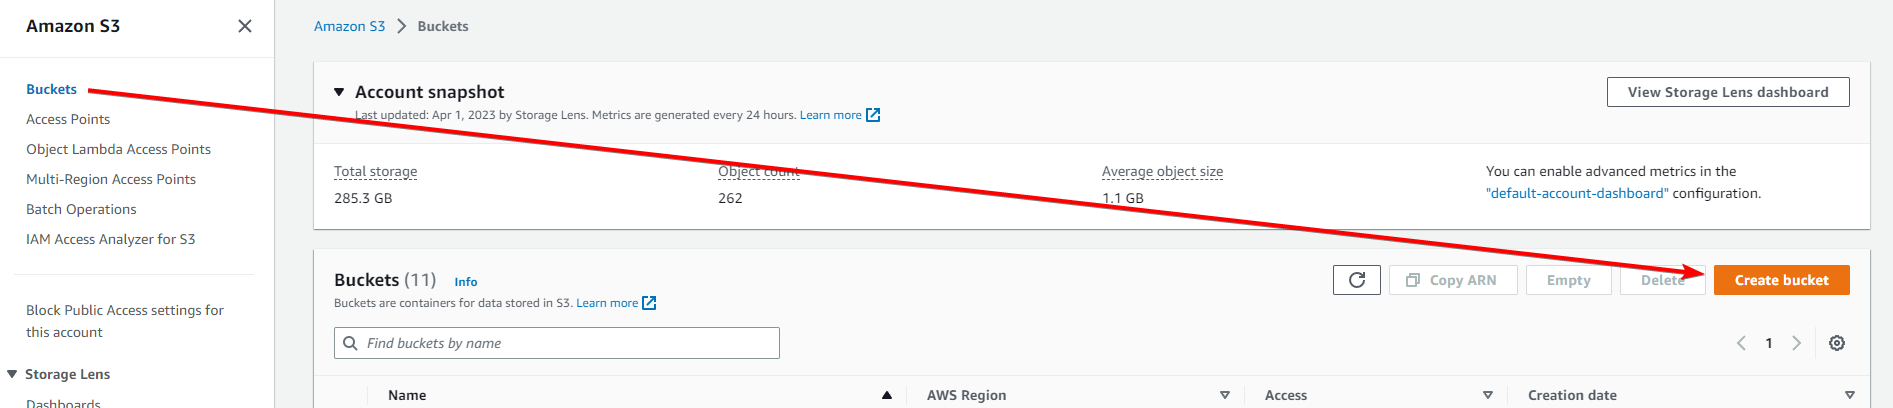 Amazon S3
Buckets
Access Points
Object Lambda Access Points
Multi-Region Access Points
Batch Operations
IAM Access Analyzer for S3
Block Public Access settings for
this account
Storage Lens
Dashboards
Amazon S3 > Buckets
Account snapshot
Last updated: Apr 1, 2023 by Storage Lens. Metrics are generated every 24 hours. Learn more
View Storage Lens dashboard
Total storage
285.3 GB
Object count
262
Average object size
1.1 GB
You can enable advanced metrics in the
"default-account-dashboard" configuration.
Buckets (11) Info
Buckets are containers for data stored in S3. Learn more
Copy ARN
Empty
Delete
Create bucket
Find buckets by name
1
Name
AWS Region
Access
Creation date